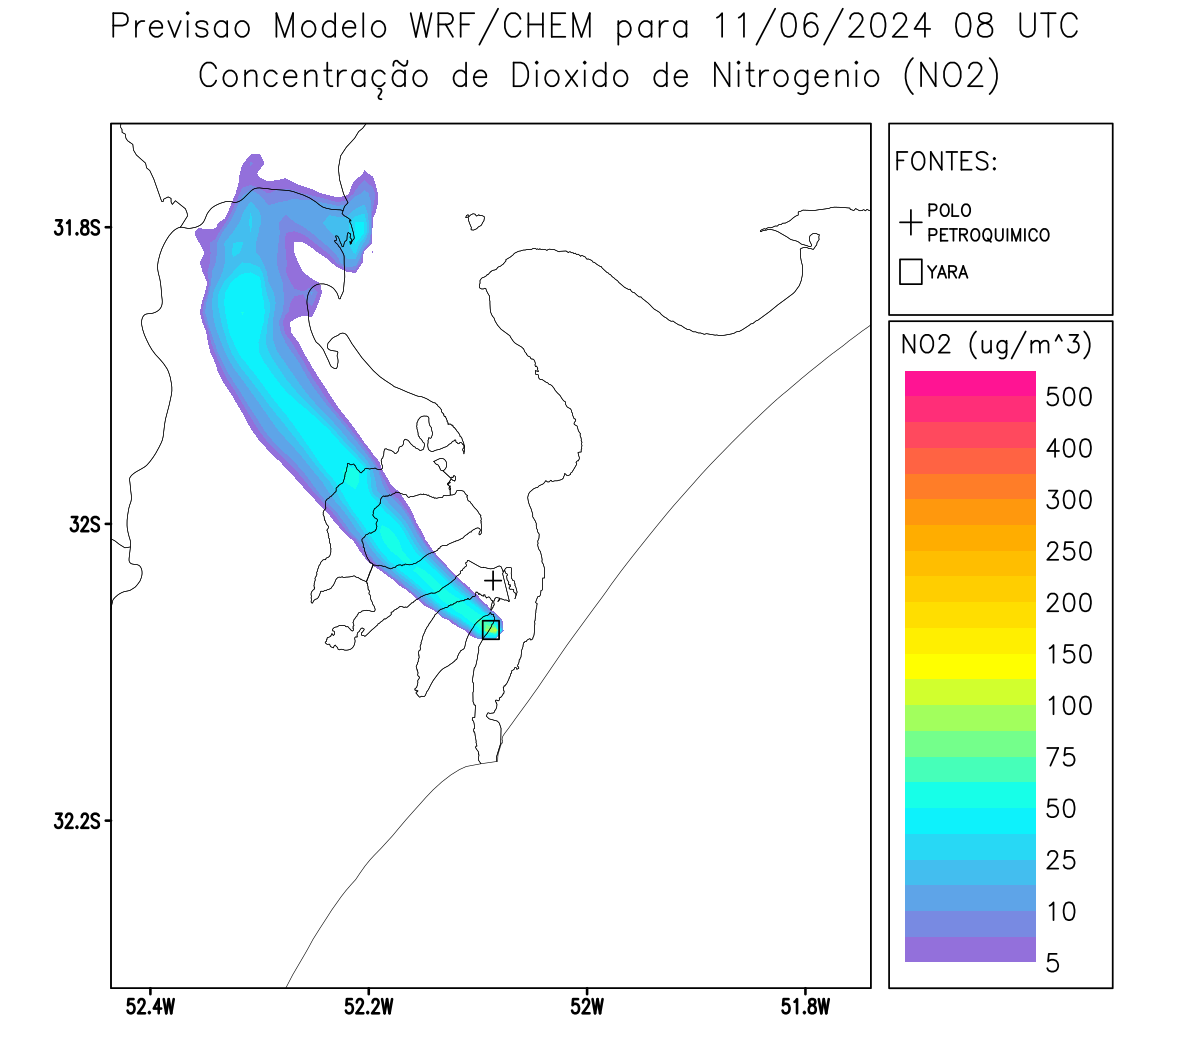 Previsao Modelo WRF/CHEM para 11/06/2024 08 UTC
Concentração de Dioxido de Nitrogenio (NO2)
FONTES:
POLO
PETROQUIMICO
YARA
NO2 (ug/m^3)
500
400
300
250
200
150
100
75
50
25
10
5
31.8S
32S
32.2S
52.4W
52.2W
52W
51.8W